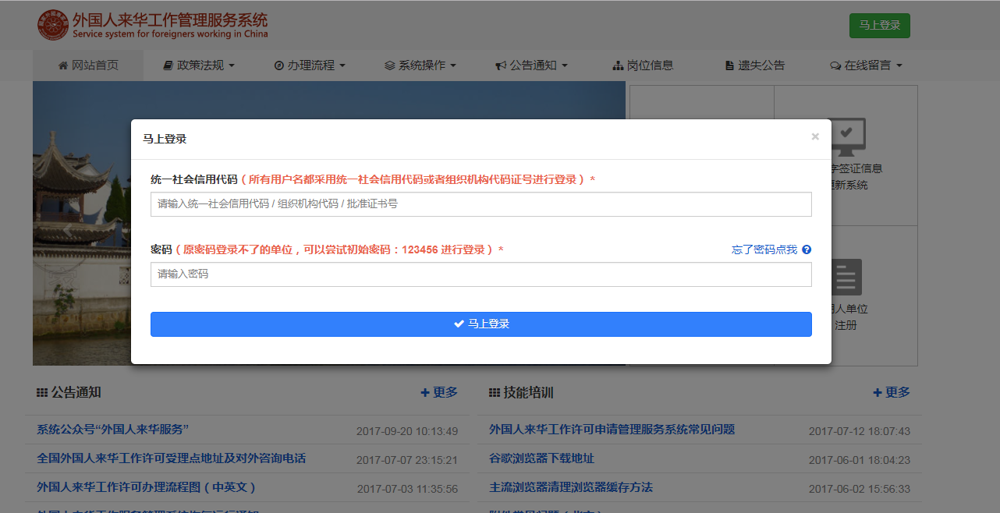 外国人来华工作管理服务系统
Service system for foreigners working in China
马上登录
网站首页
政策法规
办理流程
系统操作
公告通知
岗位信息
遗失公告
在线留言
马上登录
×
字签证信息
更新系统
统一社会信用代码（所有用户名都采用统一社会信用代码或者组织机构代码证号进行登录） *
请输入统一社会信用代码 / 组织机构代码 / 批准证书号
密码（原密码登录不了的单位，可以尝试初始密码：123456 进行登录） *
忘了密码点我
请输入密码
用人单位
注册
马上登录
公告通知
更多
系统公众号“外国人来华服务” 2017-09-20 10:13:49
全国外国人来华工作许可受理点地址及对外咨询电话 2017-07-07 23:15:21
外国人来华工作许可办理流程图（中英文） 2017-07-03 11:35:56
技能培训
更多
外国人来华工作许可申请管理服务系统常见问题 2017-07-12 18:07:43
谷歌浏览器下载地址 2017-06-01 18:04:23
主流浏览器清理浏览器缓存方法 2017-06-02 15:56:33